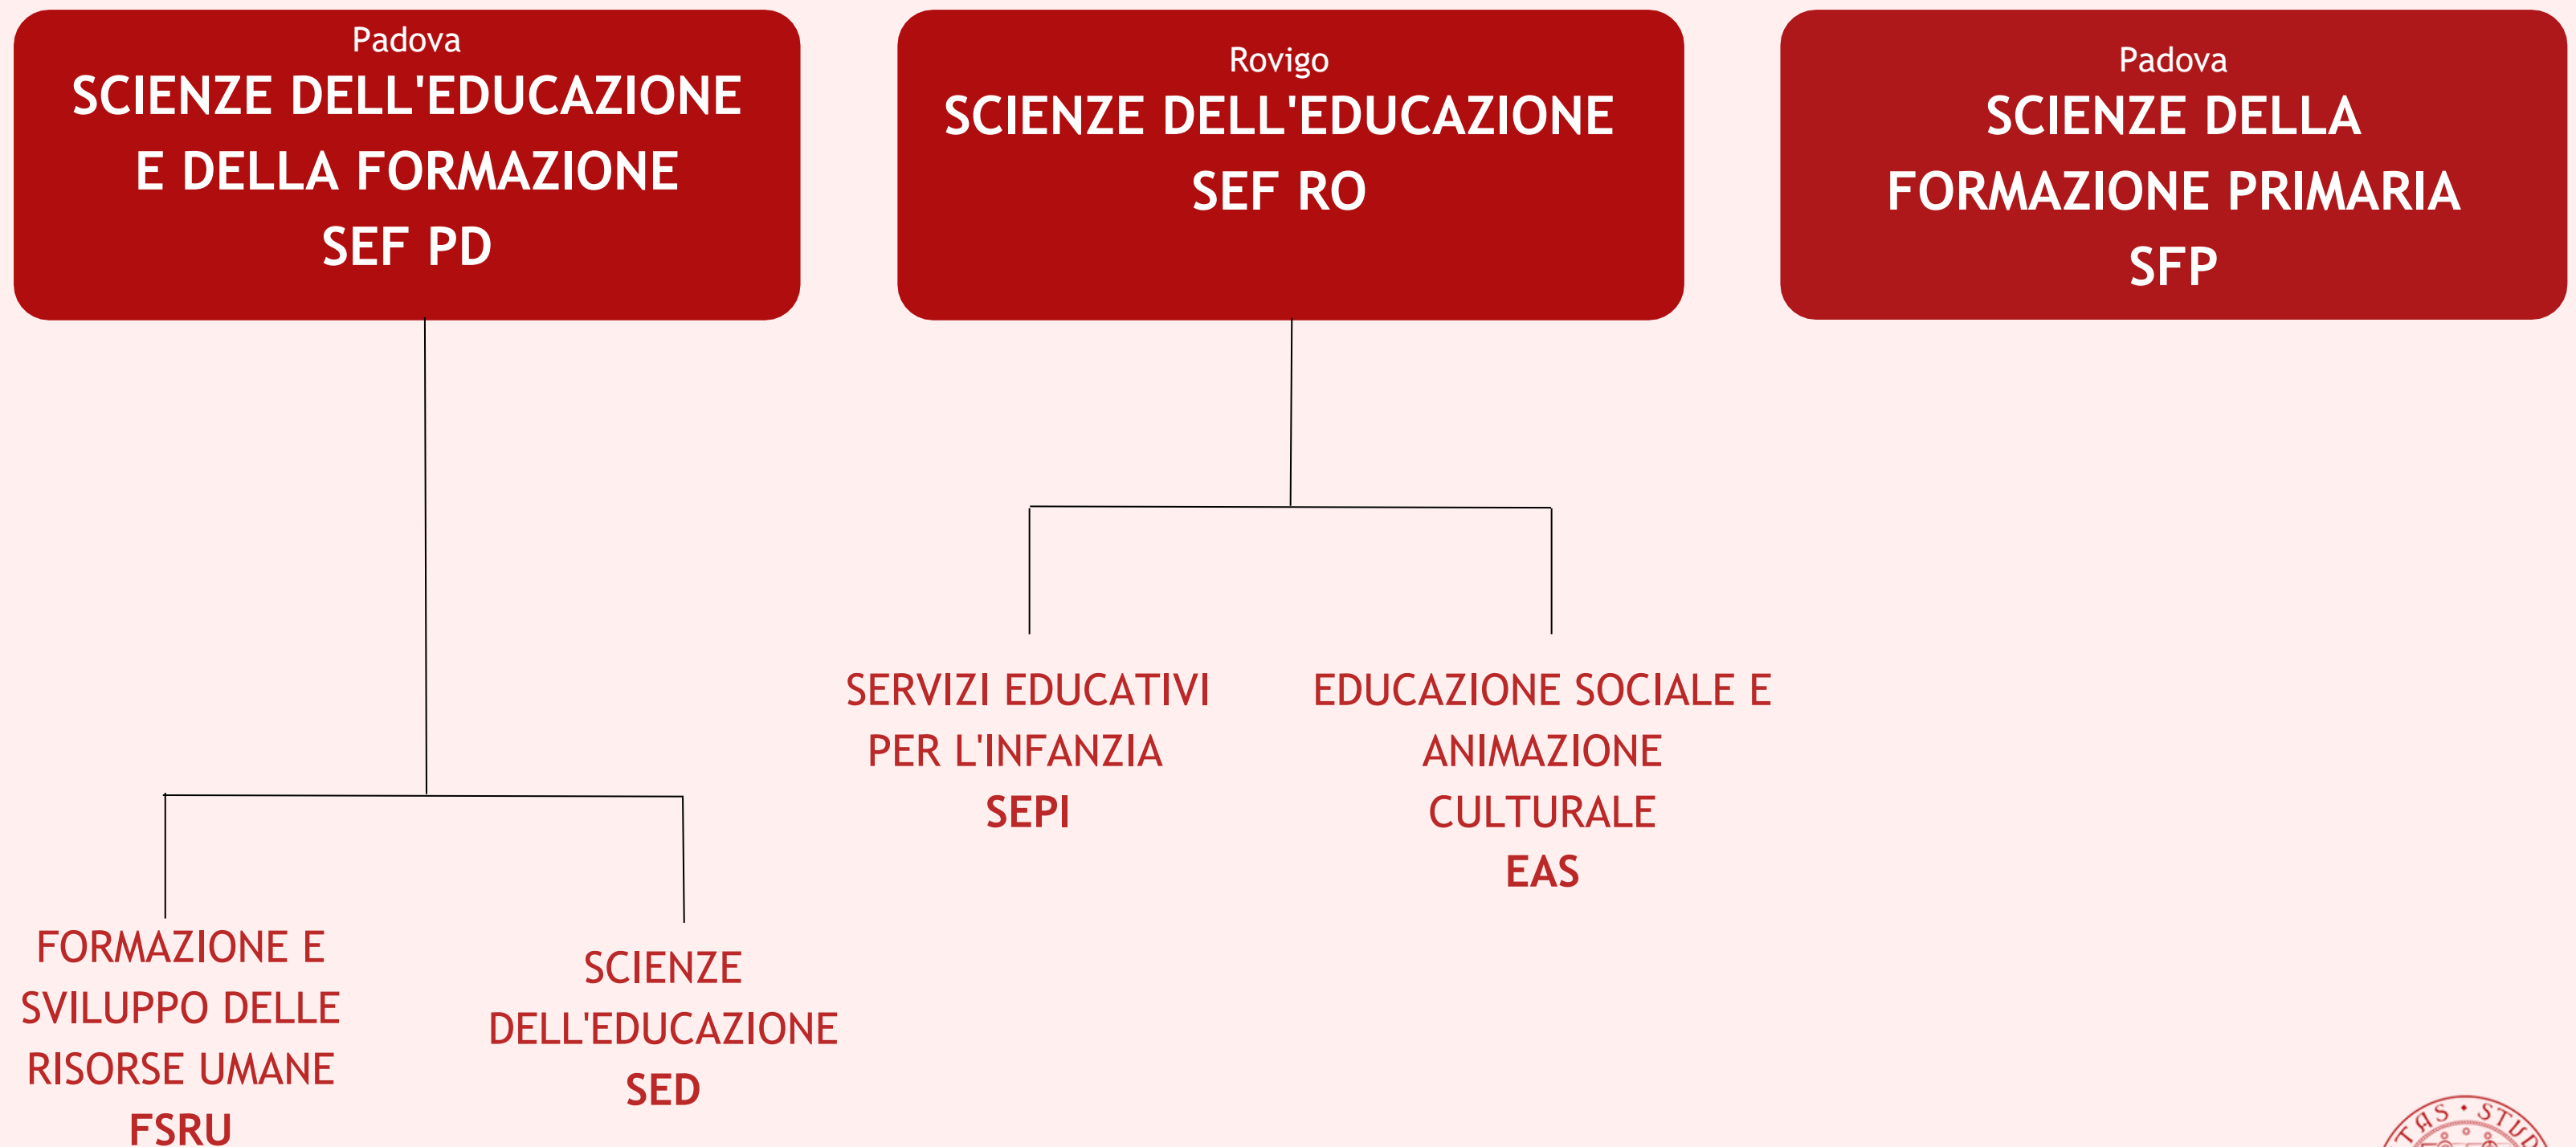 Padova
SCIENZE DELL'EDUCAZIONE
E DELLA FORMAZIONE
SEF PD
Rovigo
SCIENZE DELL'EDUCAZIONE
SEF RO
Padova
SCIENZE DELLA
FORMAZIONE PRIMARIA
SFP
SERVIZI EDUCATIVI
PER L'INFANZIA
SEPI
EDUCAZIONE SOCIALE E
ANIMAZIONE
CULTURALE
EAS
FORMAZIONE E
SVILUPPO DELLE
RISORSE UMANE
FSRU
SCIENZE
DELL'EDUCAZIONE
SED